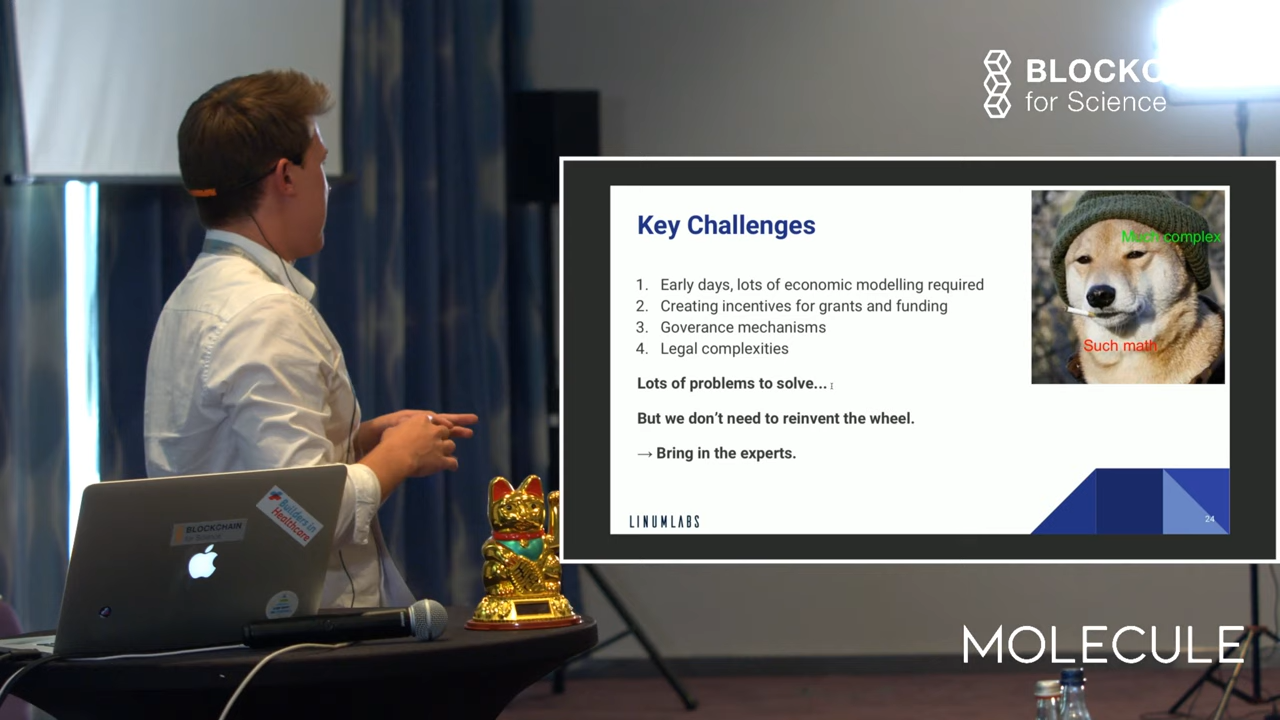 BLOCKC
for Science
Key Challenges
1. Early days, lots of economic modelling required
2. Creating incentives for grants and funding
3. Goverance mechanisms
4. Legal complexities
Lots of problems to solve...
But we don't need to reinvent the wheel.
→ Bring in the experts.
Much complex
Such math
LINUMLABS
24
BLOCKCHAIN
for Science
Builders in
Healthcare
MOLECULE